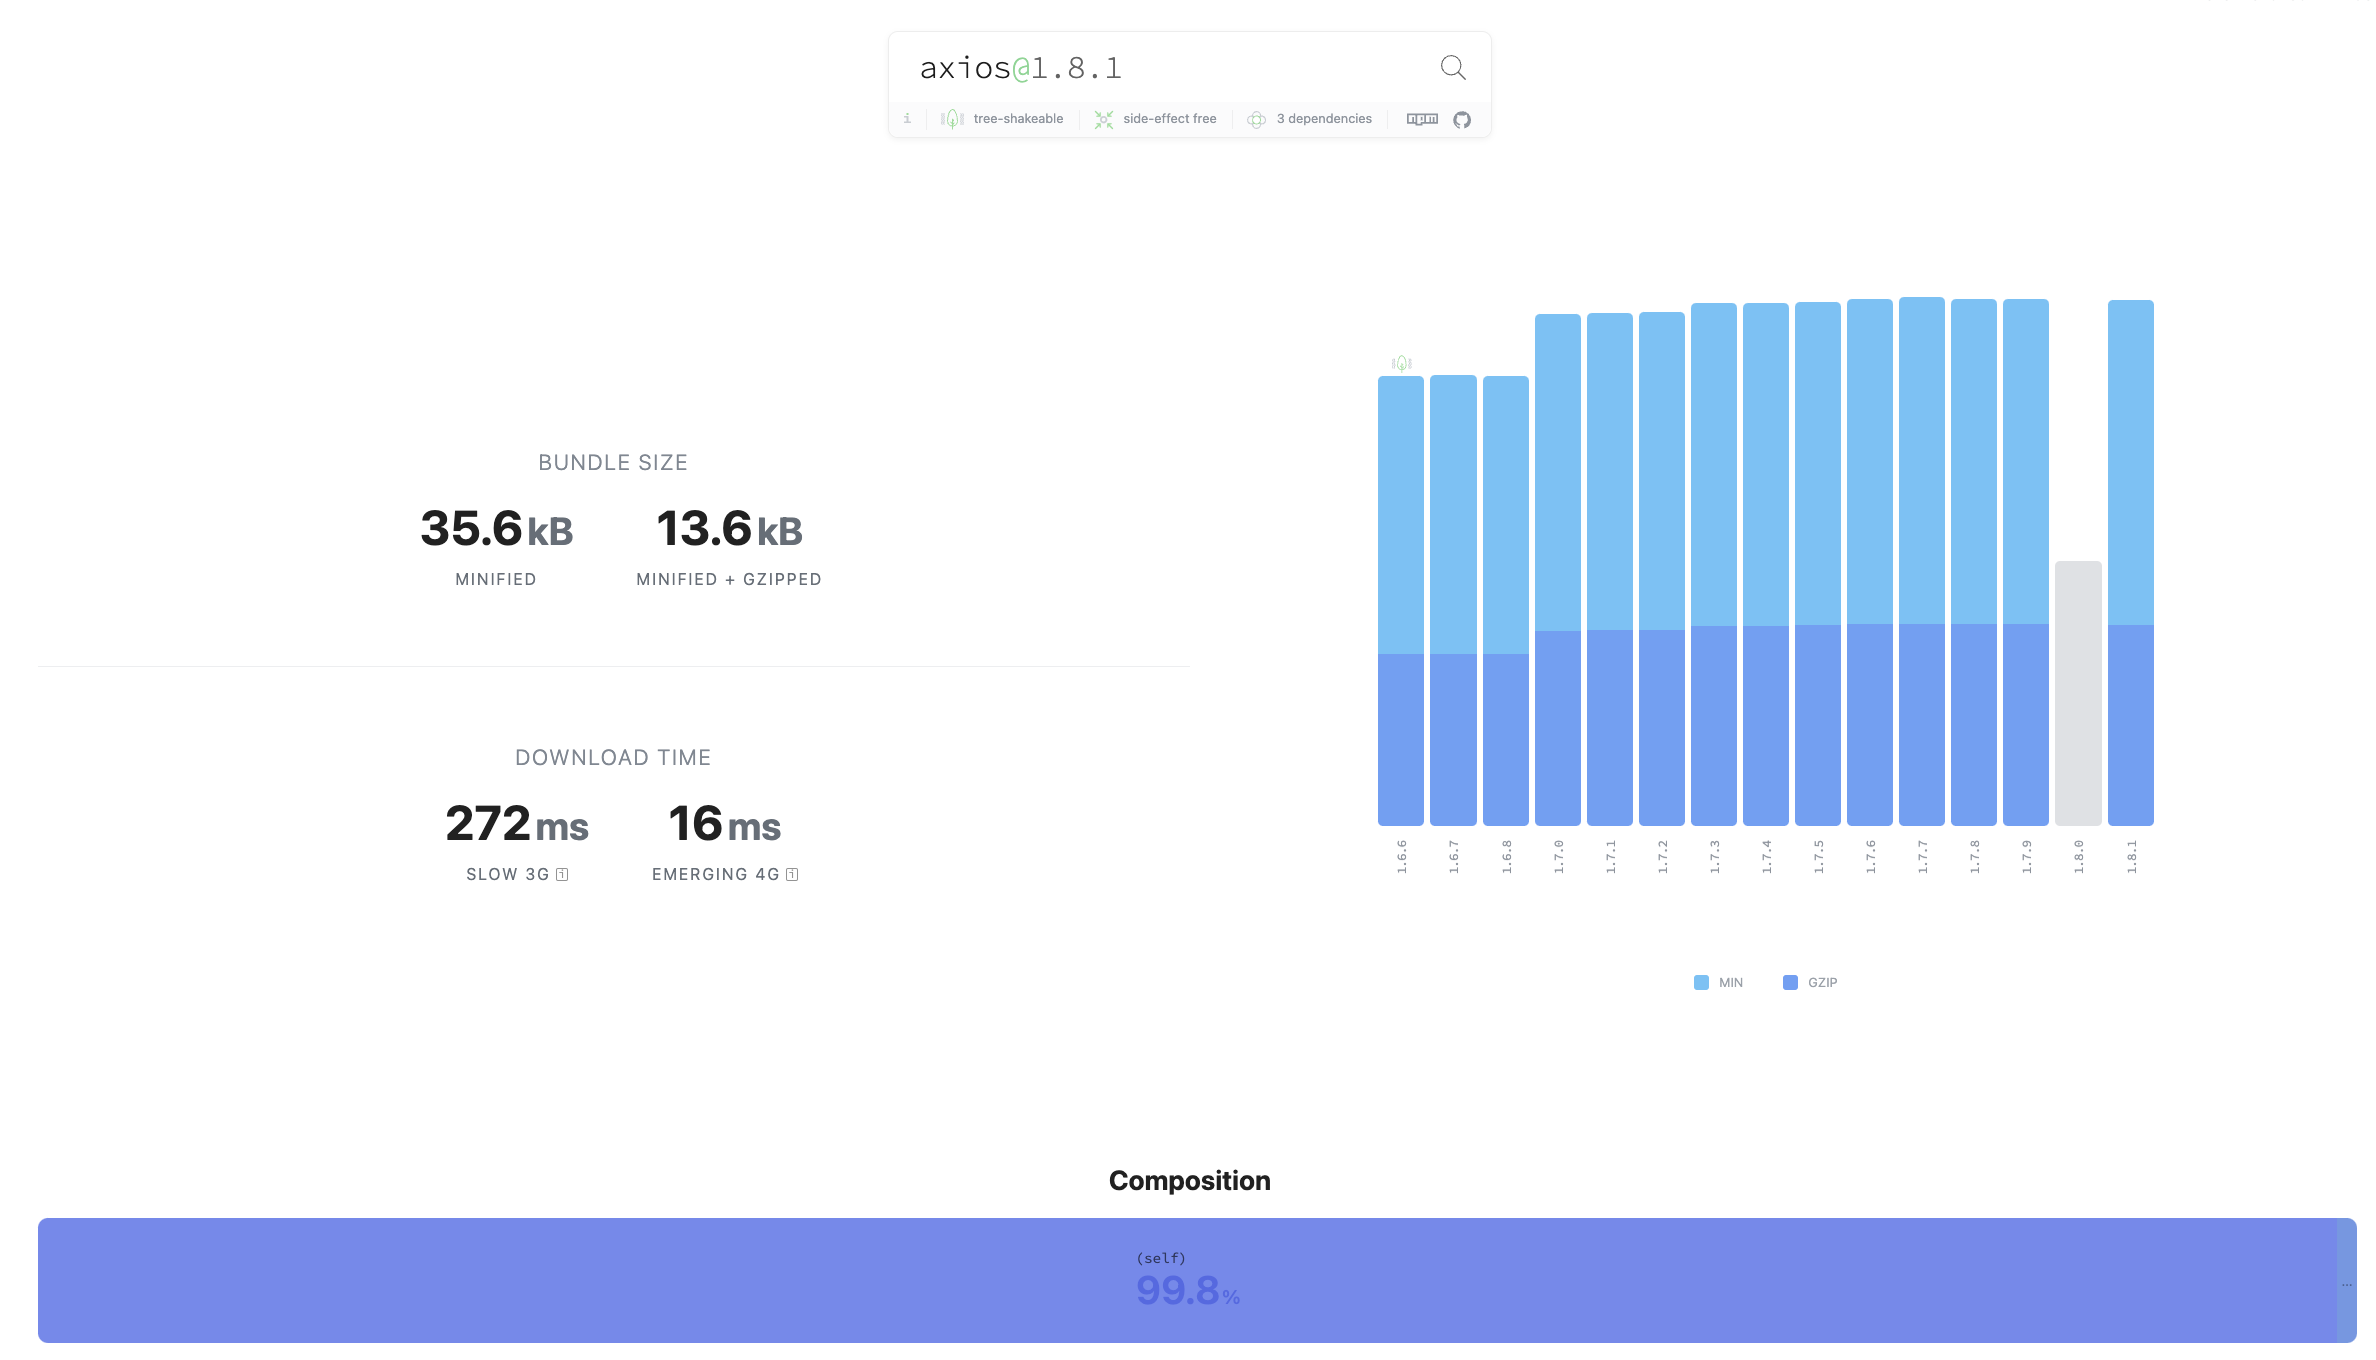 axios@1.8.1
i tree-shakeable side-effect free 3 dependencies npm
BUNDLE SIZE
35.6 kB 13.6 kB
MINIFIED MINIFIED + GZIPPED
DOWNLOAD TIME
272 ms 16 ms
SLOW 3G i EMERGING 4G i
1.6.6 1.6.7 1.6.8 1.7.0 1.7.1 1.7.2 1.7.3 1.7.4 1.7.5 1.7.6 1.7.7 1.7.8 1.7.9 1.8.0 1.8.1
MIN GZIP
Composition
(self)
99.8%
...